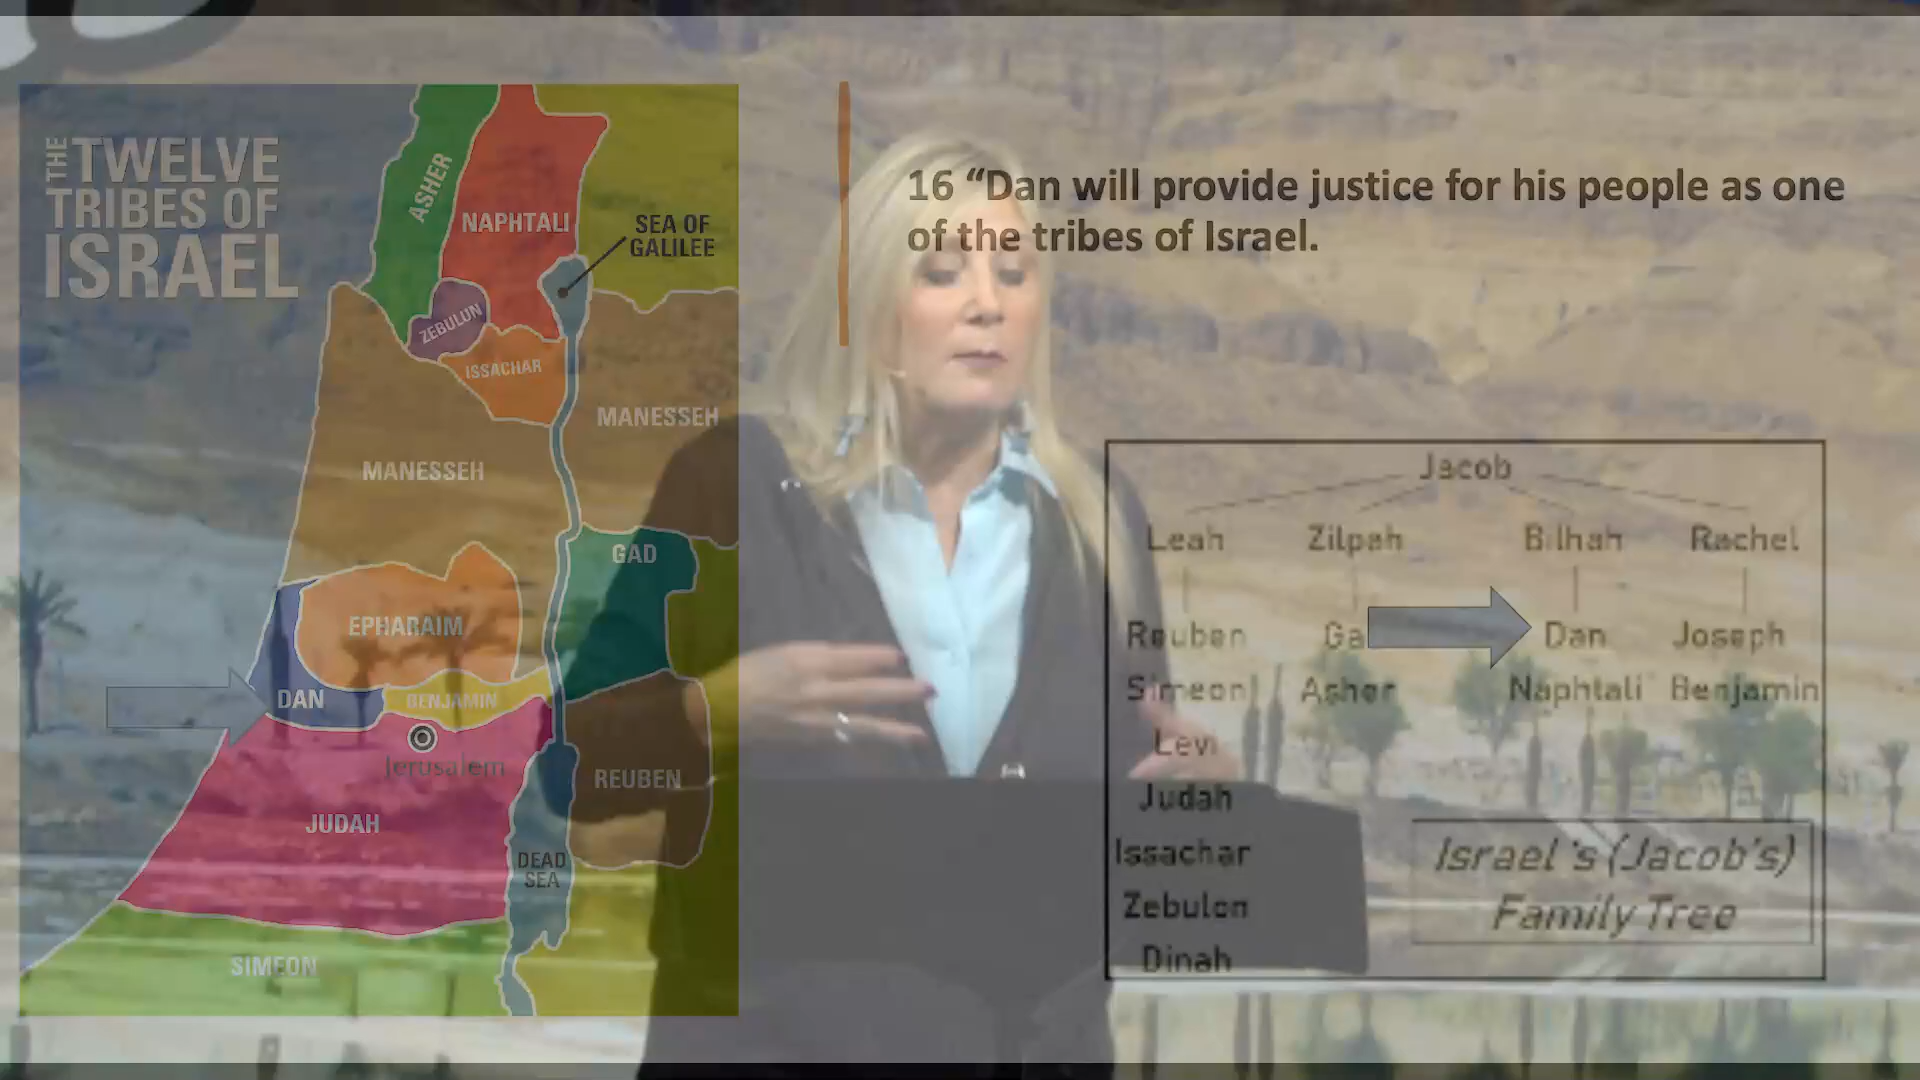 THE
TWELVE
TRIBES OF
ISRAEL
ASHER
NAPHTALI
SEA OF
GALILEE
ZEBULUN
ISSACHAR
MANESSEH
MANESSEH
GAD
EPHARAIM
DAN
BENJAMIN
Jerusalem
REUBEN
JUDAH
DEAD
SEA
SIMEON
16 “Dan will provide justice for his people as one
of the tribes of Israel.
Jacob
Leah Zilpah Bilhah Rachel
Reuben Ga Dan Joseph
Simeon Asher Naphtali Benjamin
Levi
Judah
Issachar
Zebulon
Dinah
Israel 's (Jacob's)
Family Tree